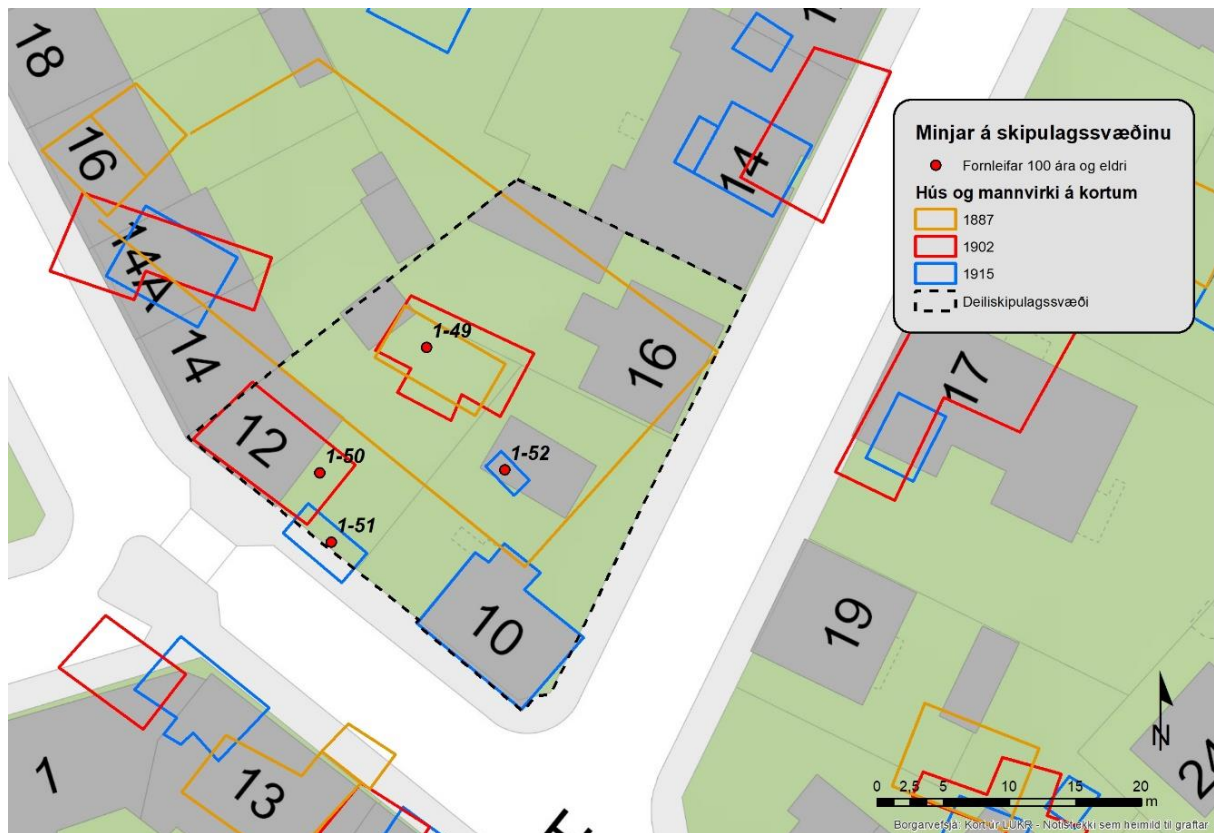 18
16
14A
14
12
1-49
1-50
1-51
1-52
16
10
14
17
19
24
1
13
H
Minjar á skipulagssvæðinu
Fornleifar 100 ára og eldri
Hús og mannvirki á kortum
1887
1902
1915
Deiliskipulagssvæði
N
0 2,5 5 10 15 20
m
Borgarvefsjá: Kort úr LUKR - Notist ekki sem heimild til graftar